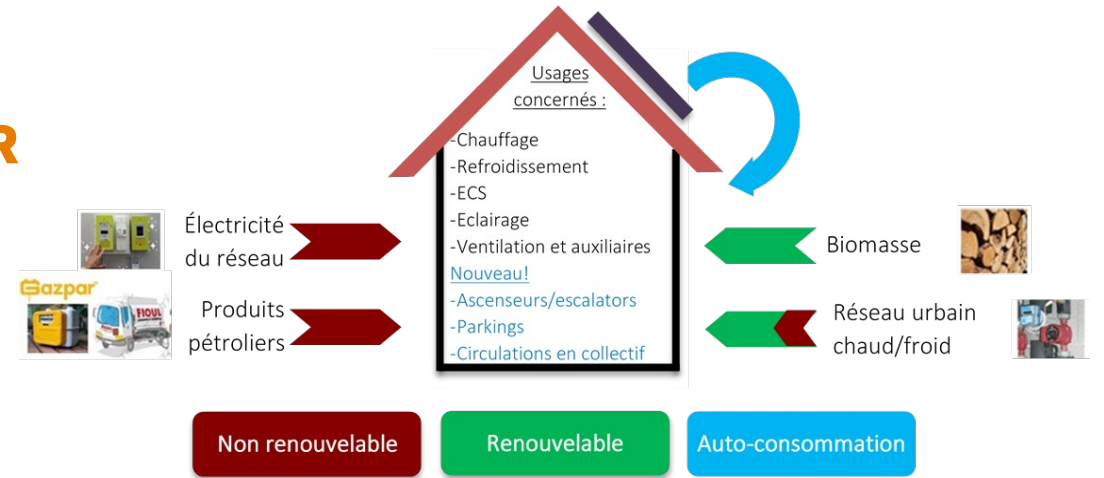 R
Usages
concernés :
-Chauffage
-Refroidissement
-ECS
-Eclairage
-Ventilation et auxiliaires
Nouveau!
-Ascenseurs/escalators
-Parkings
-Circulations en collectif
Électricité
du réseau
Gazpar
FIOUL
Produits
pétroliers
Biomasse
Réseau urbain
chaud/froid
Non renouvelable
Renouvelable
Auto-consommation